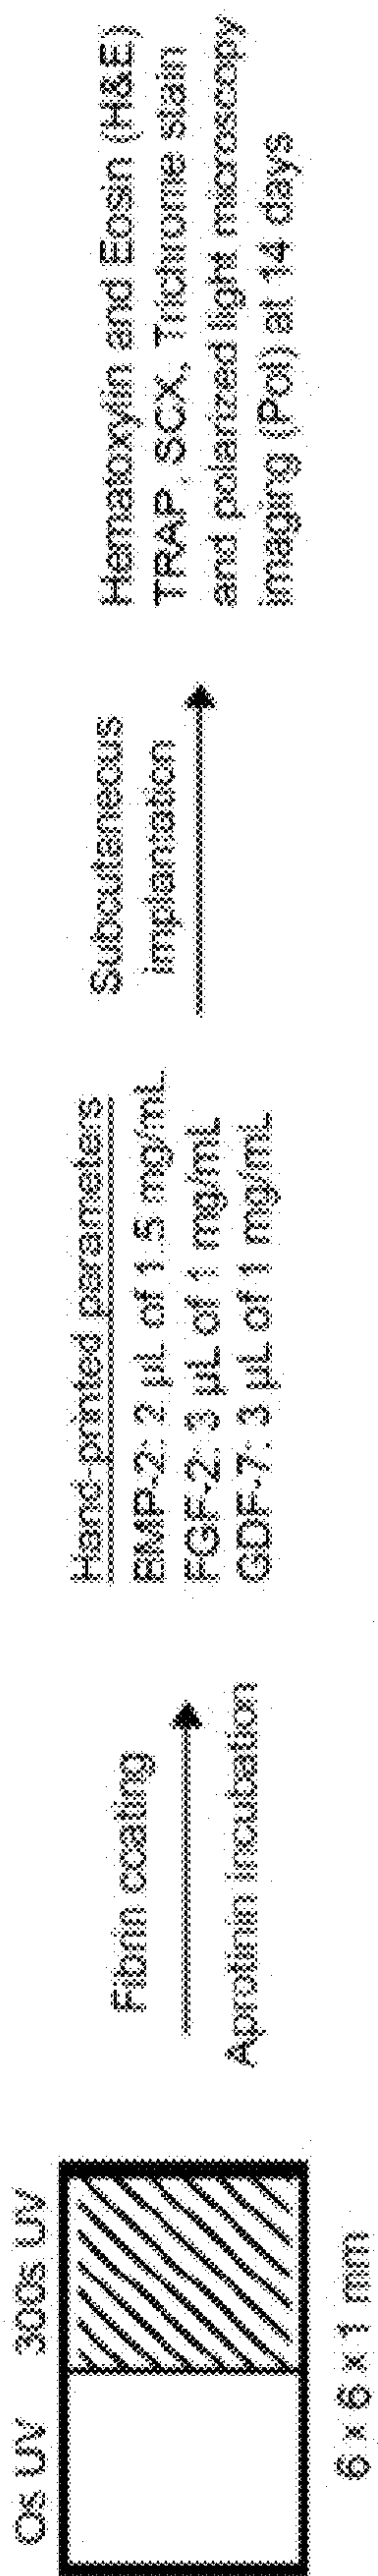 0s UV 300s UV
6 x 6 x 1 mm
Fibrin coating
Aprotinin incubation
Hand-printed parameters
BMP-2: 2 µL of 1.5 mg/mL
FGF-2: 3 µL of 1 mg/mL
GDF-7: 3 µL of 1 mg/mL
Subcutaneous
implantation
Hematoxylin and Eosin (H&E)
TRAP, SCX, Trichrome stain
and polarized light microscopy
imaging (Pol) at 14 days